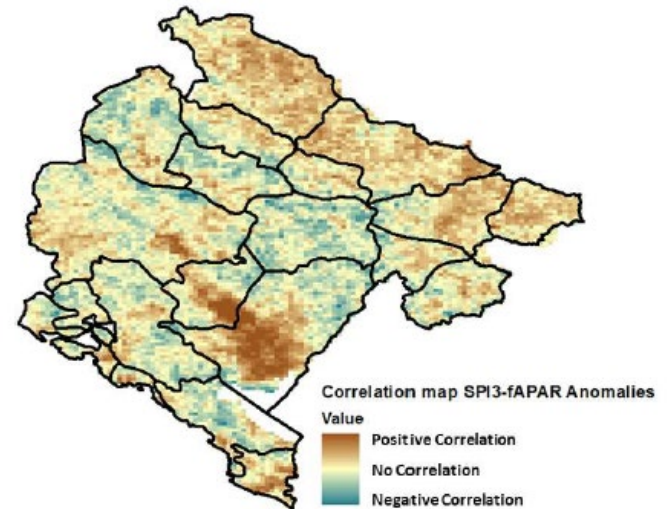 Correlation map SPI3-fAPAR Anomalies
Value
Positive Correlation
No Correlation
Negative Correlation